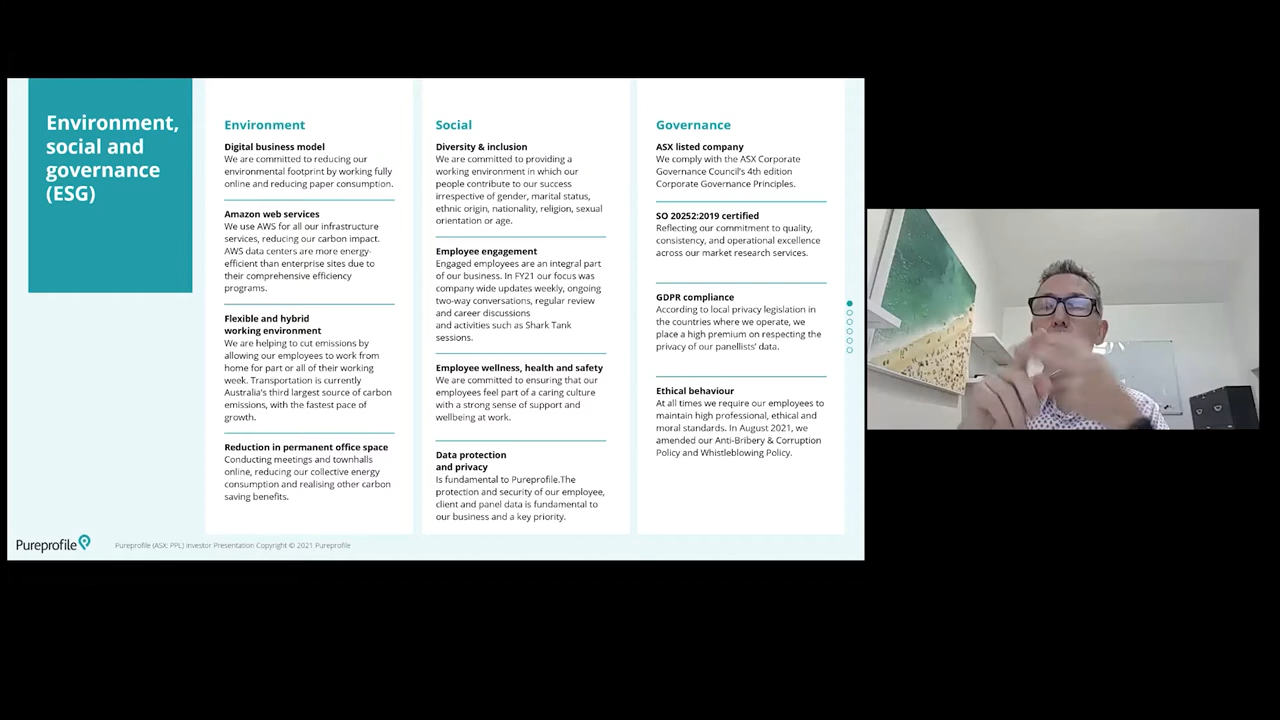 Environment,
social and
governance
(ESG)
Environment
Digital business model
We are committed to reducing our
environmental footprint by working fully
online and reducing paper consumption.
Amazon web services
We use AWS for all our infrastructure
services, reducing our carbon impact.
AWS data centers are more energy-
efficient than enterprise sites due to
their comprehensive efficiency
programs.
Flexible and hybrid
working environment
We are helping to cut emissions by
allowing our employees to work from
home for part or all of their working
week. Transportation is currently
Australia's third largest source of carbon
emissions, with the fastest pace of
growth.
Reduction in permanent office space
Conducting meetings and townhalls
online, reducing our collective energy
consumption and realising other carbon
saving benefits.
Social
Diversity & inclusion
We are committed to providing a
working environment in which our
people contribute to our success
irrespective of gender, marital status,
ethnic origin, nationality, religion, sexual
orientation or age.
Employee engagement
Engaged employees are an integral part
of our business. In FY21 our focus was
company wide updates weekly, ongoing
two-way conversations, regular review
and career discussions
and activities such as Shark Tank
sessions.
Employee wellness, health and safety
We are committed to ensuring that our
employees feel part of a caring culture
with a strong sense of support and
wellbeing at work.
Data protection
and privacy
Is fundamental to Pureprofile.The
protection and security of our employee,
client and panel data is fundamental to
our business and a key priority.
Governance
ASX listed company
We comply with the ASX Corporate
Governance Council's 4th edition
Corporate Governance Principles.
SO 20252:2019 certified
Reflecting our commitment to quality,
consistency, and operational excellence
across our market research services.
GDPR compliance
According to local privacy legislation in
the countries where we operate, we
place a high premium on respecting the
privacy of our panellists' data.
Ethical behaviour
At all times we require our employees to
maintain high professional, ethical and
moral standards. In August 2021, we
amended our Anti-Bribery & Corruption
Policy and Whistleblowing Policy.
Pureprofile
Pureprofile (ASX: PPL) Investor Presentation Copyright © 2021 Pureprofile